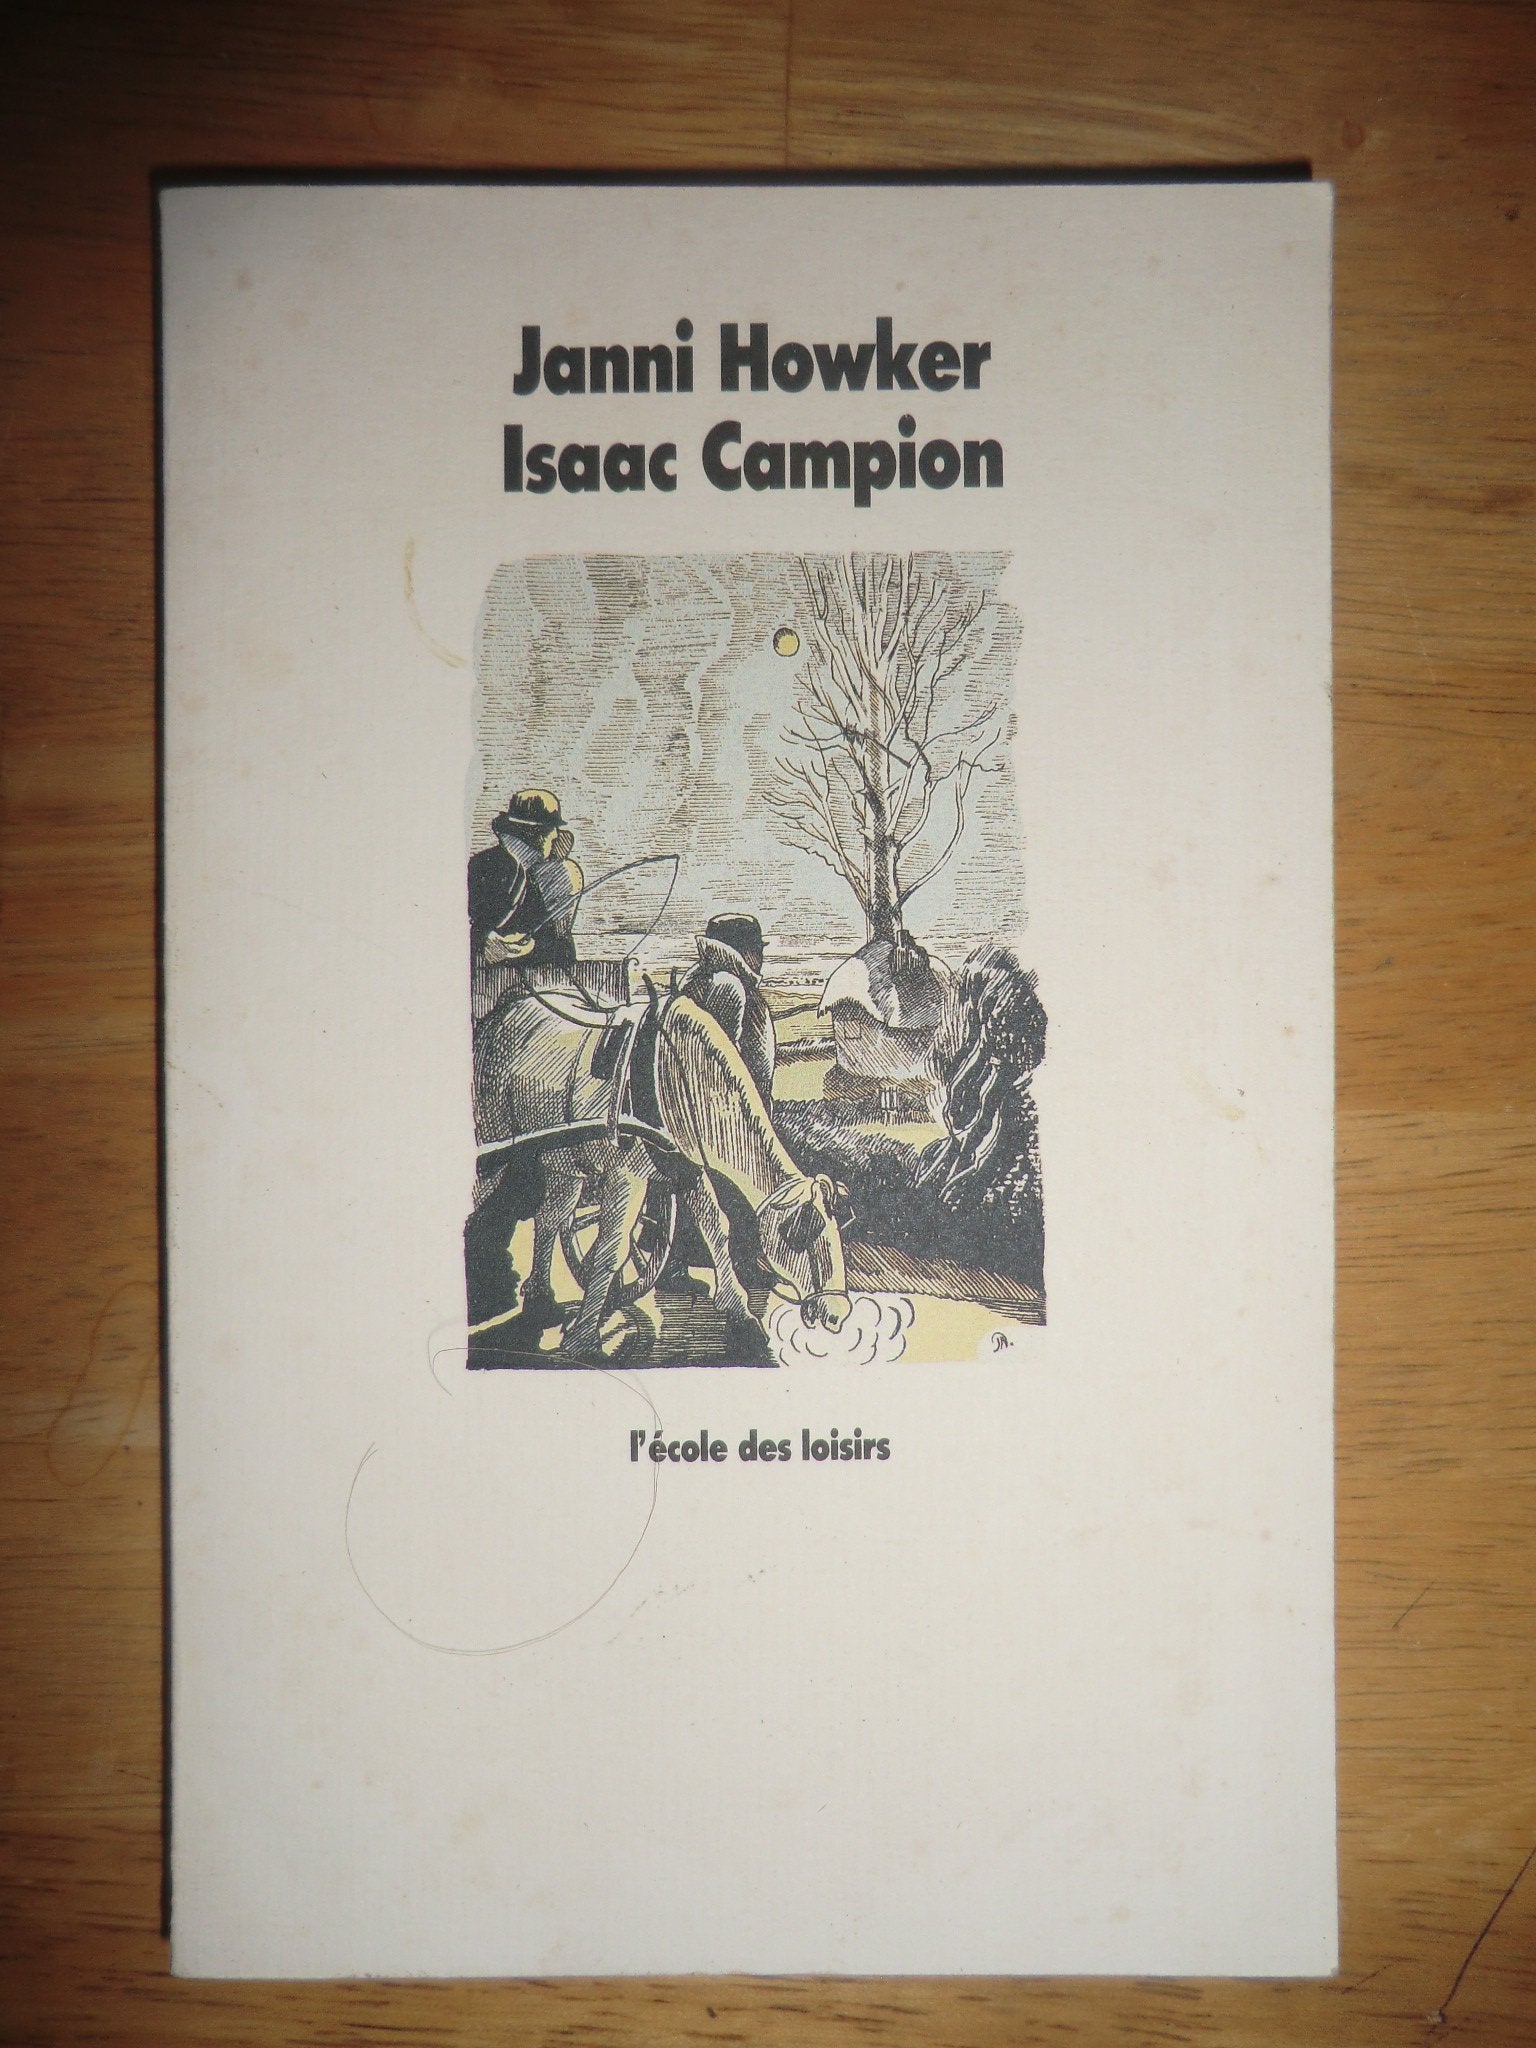 Janni Howker
Isaac Campion
l'école des loisirs